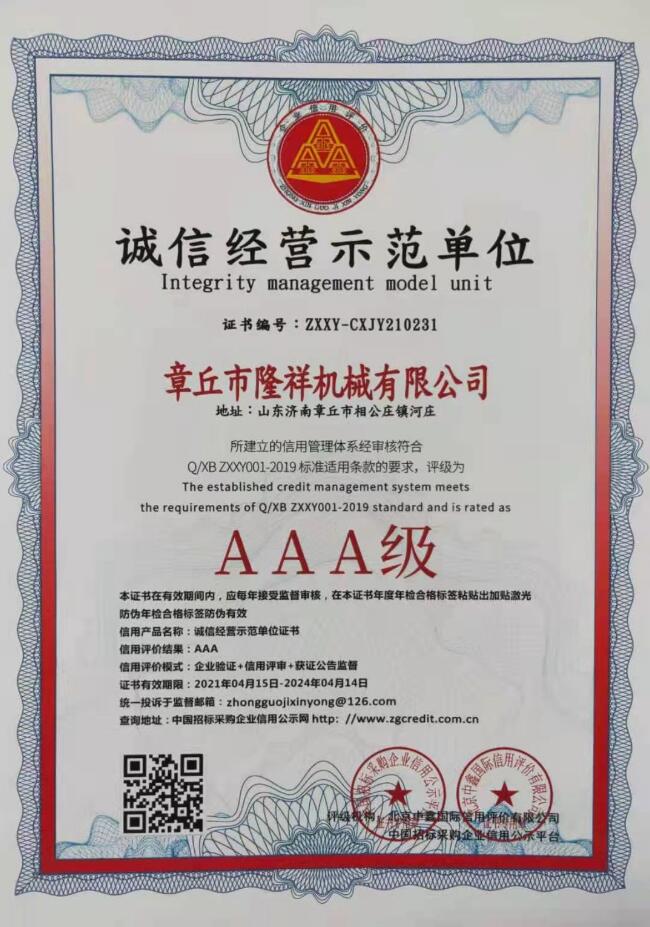 企业信用评价
诚信经营示范单位
Integrity management model unit
证书编号：ZXXY-CXJY210231
章丘市隆祥机械有限公司
地址：山东济南章丘市相公庄镇河庄
所建立的信用管理体系经审核符合
Q/XB ZXXY001-2019 标准适用条款的要求，评级为
The established credit management system meets
the requirements of Q/XB ZXXY001-2019 standard and is rated as
AAA级
本证书在有效期间内，应每年接受监督审核，在本证书年度年检合格标签粘贴出加贴激光
防伪年检合格标签防伪有效
信用产品名称：诚信经营示范单位证书
信用评价结果：AAA
信用评价模式：企业验证+信用评审+获证公告监督
证书有效期限：2021年04月15日-2024年04月14日
统一投诉于监督邮箱：zhongguojixinyong@126.com
查询地址：中国招标采购企业信用公示网 http：//www.zgcredit.com.cn
评级机构：北京中鑫国际信用评价有限公司
中国招标采购企业信用公示平台